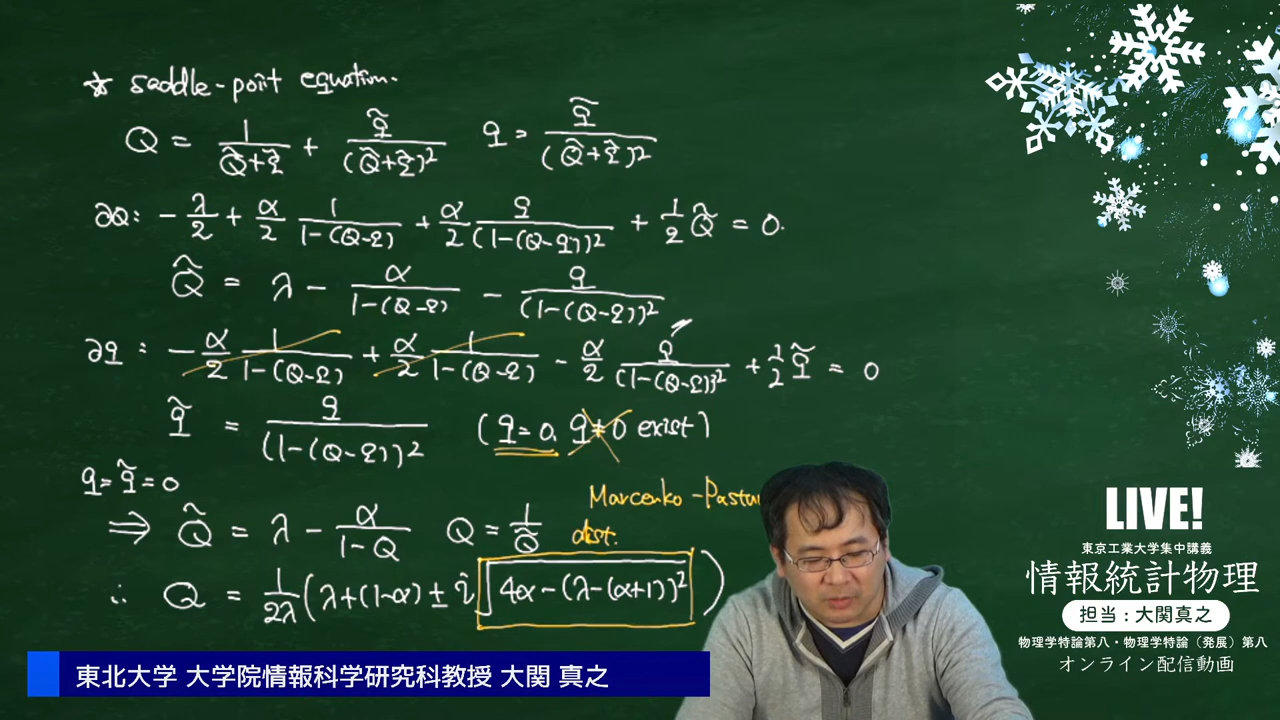 ☆ saddle-point equation.
Q = 1/(Q̃+q̃) + q̃/(Q̃+q̃)² q = q̃/(Q̃+q̃)²
∂Q: -λ/2 + α/2 1/(1-(Q-q)) + α/2 q/(1-(Q-q))² + 1/2 Q̃ = 0.
Q̃ = λ - α/(1-(Q-q)) - q/(1-(Q-q))²
∂q: -α/2 1/(1-(Q-q)) + α/2 1/(1-(Q-q)) - α/2 q/(1-(Q-q))² + 1/2 q̃ = 0
q̃ = q/(1-(Q-q))² (q=0, q≠0 exist)
q=q̃=0
Marcenko-Pastu
⇒ Q̃ = λ - α/(1-Q) Q = 1/Q̃ dist.
∴ Q = 1/2λ (λ+(1-α) ± i√(4α-(λ-(α+1))²))
東北大学 大学院情報科学研究科教授 大関 真之
LIVE!
東京工業大学集中講義
情報統計物理
担当：大関真之
物理学特論第八・物理学特論（発展）第八
オンライン配信動画